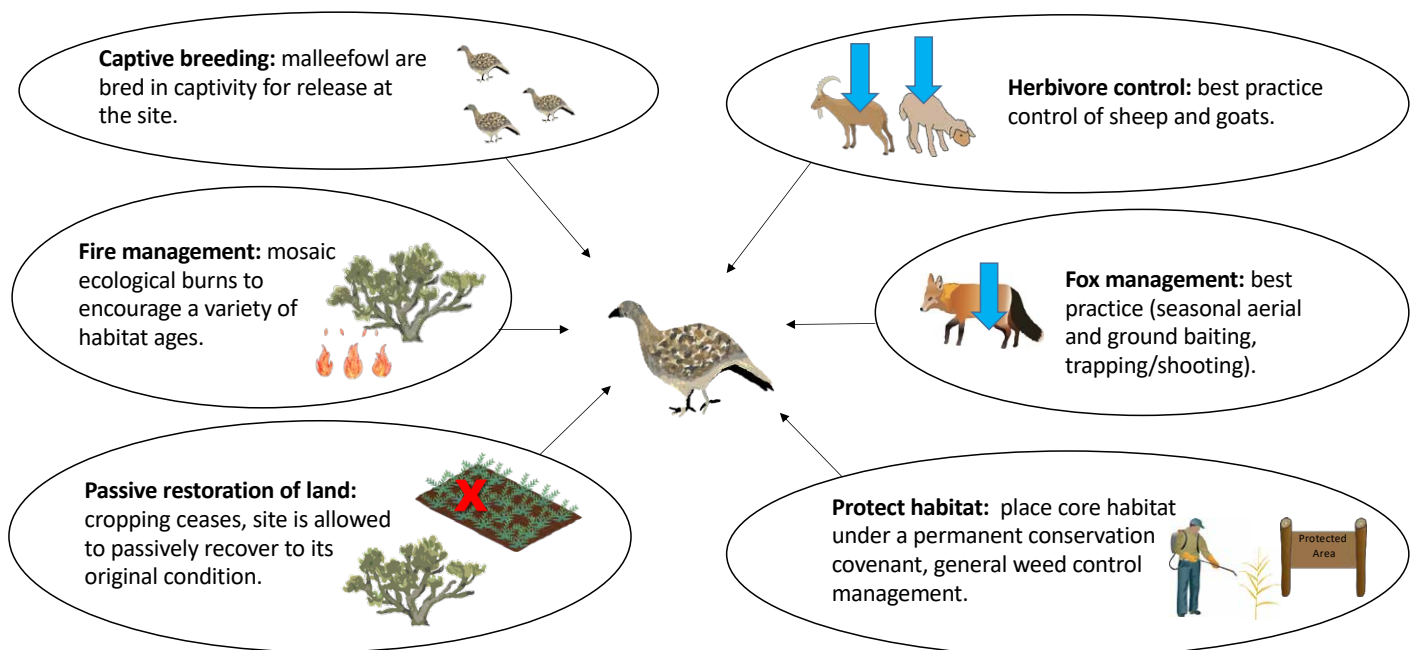 Captive breeding: malleefowl are
bred in captivity for release at
the site.
Herbivore control: best practice
control of sheep and goats.
Fire management: mosaic
ecological burns to
encourage a variety of
habitat ages.
Fox management: best
practice (seasonal aerial
and ground baiting,
trapping/shooting).
Passive restoration of land:
cropping ceases, site is allowed
to passively recover to its
original condition.
X
Protect habitat:  place core habitat
under a permanent conservation
covenant, general weed control
management.
Protected
Area